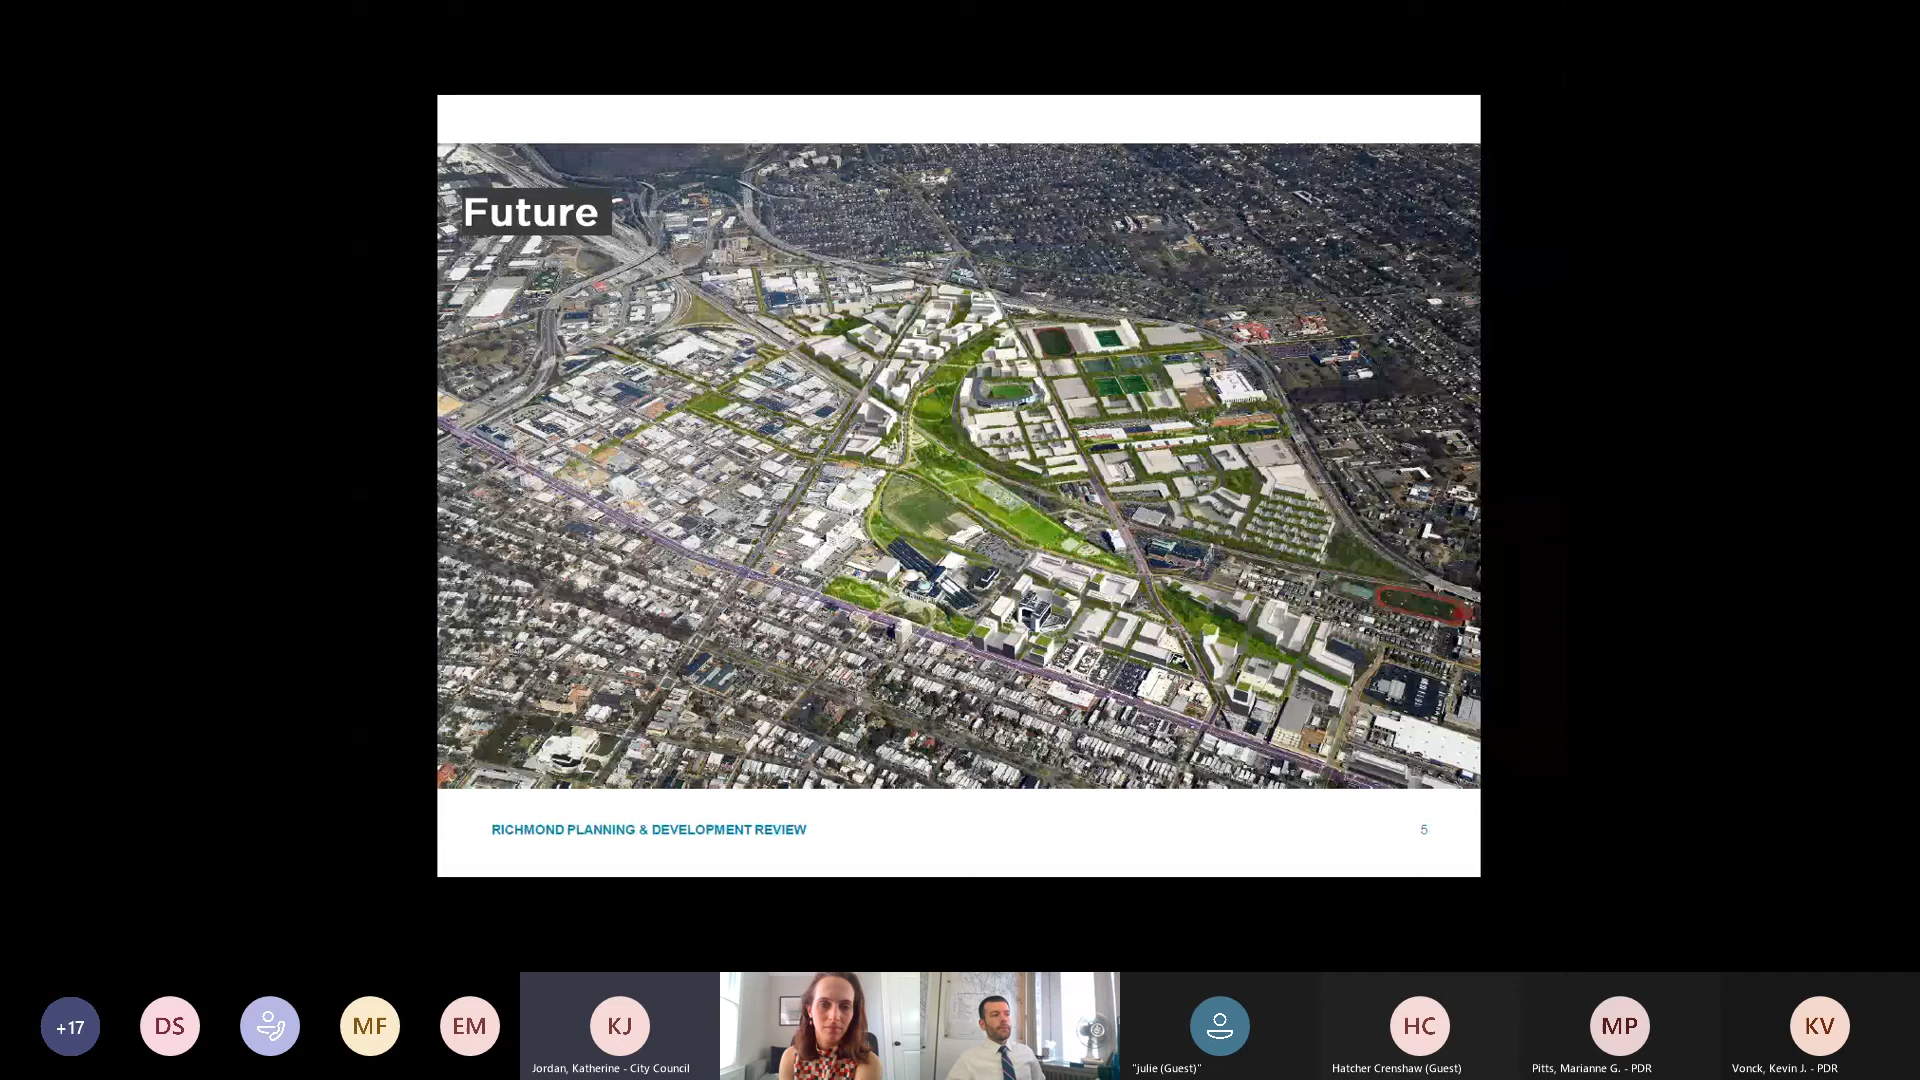 Future
RICHMOND PLANNING & DEVELOPMENT REVIEW
5
+17
DS
MF
EM
KJ
HC
MP
KV
Jordan, Katherine - City Council
"julie (Guest)"
Hatcher Crenshaw (Guest)
Pitts, Marianne G. - PDR
Vonck, Kevin J. - PDR